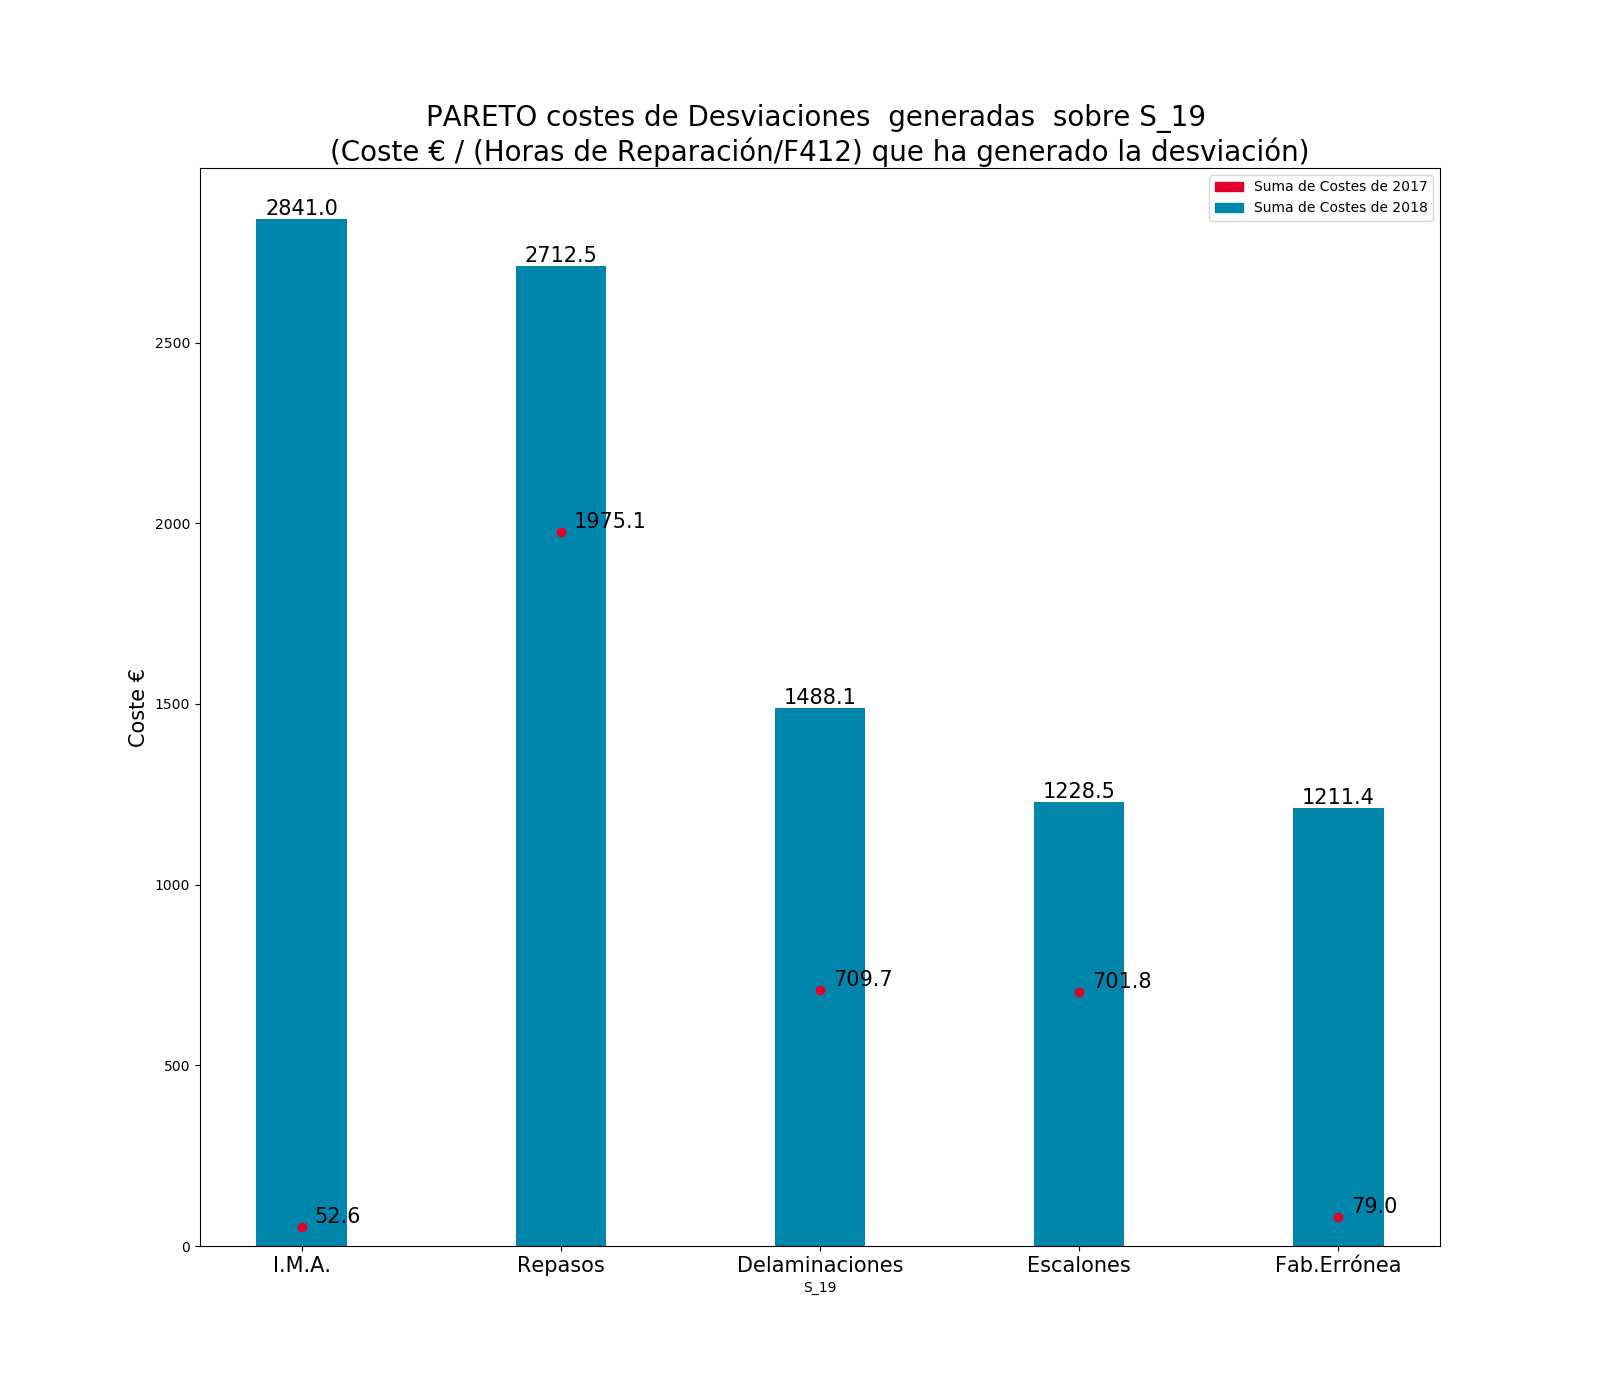 PARETO costes de Desviaciones  generadas  sobre S_19
(Coste € / (Horas de Reparación/F412) que ha generado la desviación)
Suma de Costes de 2017
Suma de Costes de 2018
2841.0
2712.5
2500
2000
1975.1
1500
1488.1
1228.5
1211.4
Coste €
1000
709.7
701.8
500
52.6
79.0
0
I.M.A.
Repasos
Delaminaciones
Escalones
Fab.Errónea
S_19